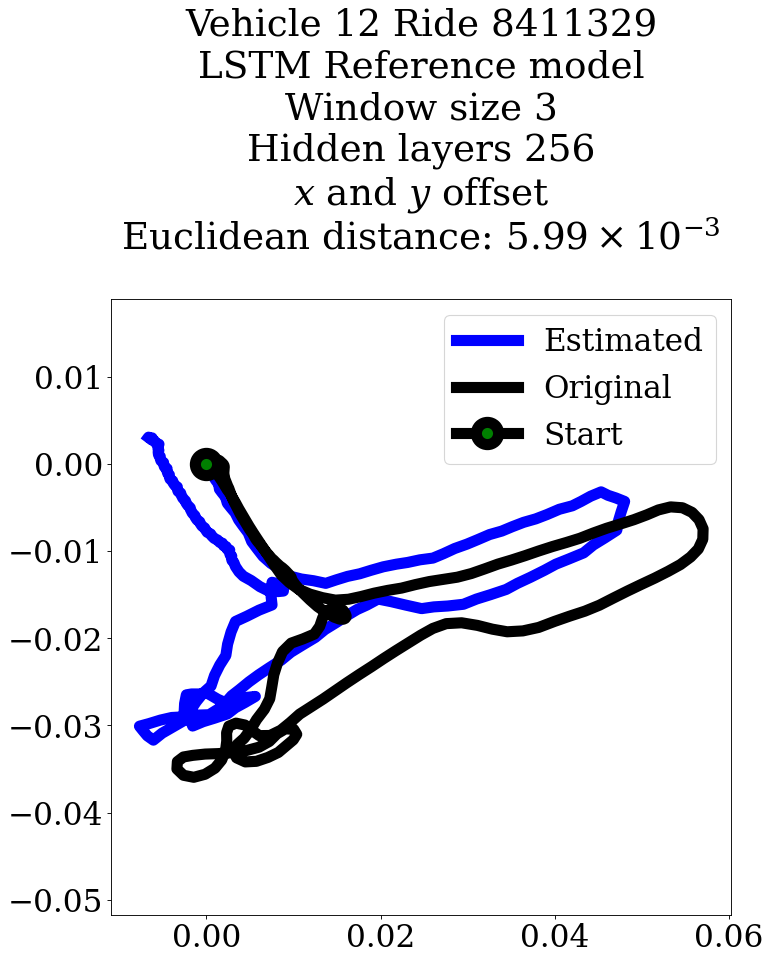 Vehicle 12 Ride 8411329
LSTM Reference model
Window size 3
Hidden layers 256
x and y offset
Euclidean distance: 5.99 × 10⁻³
Estimated
Original
Start
0.01
0.00
−0.01
−0.02
−0.03
−0.04
−0.05
0.00 0.02 0.04 0.06